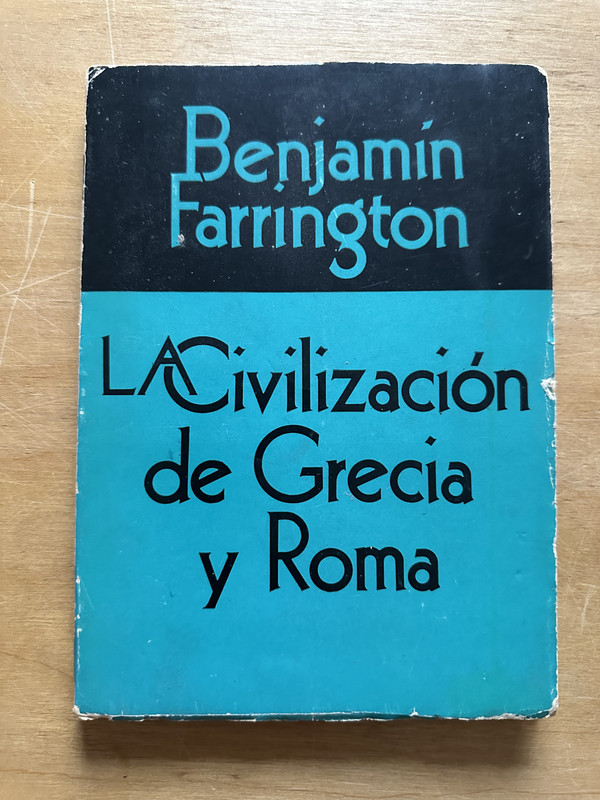 Benjamín
Farrington
LA Civilización
de Grecia
y Roma